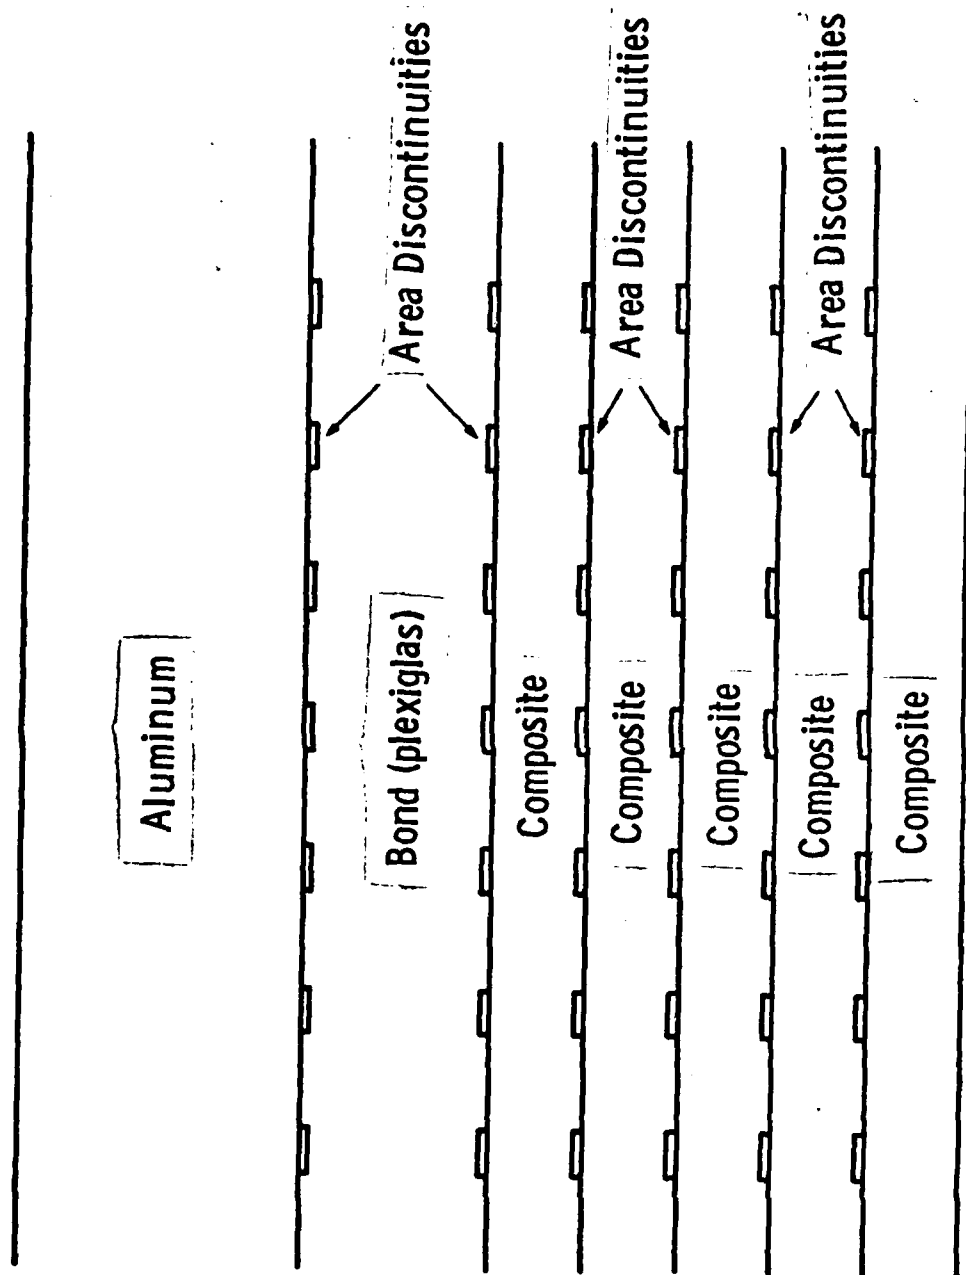 Aluminum
Bond (plexiglas)
Area Discontinuities
Composite
Composite
Area Discontinuities
Composite
Composite
Area Discontinuities
Composite